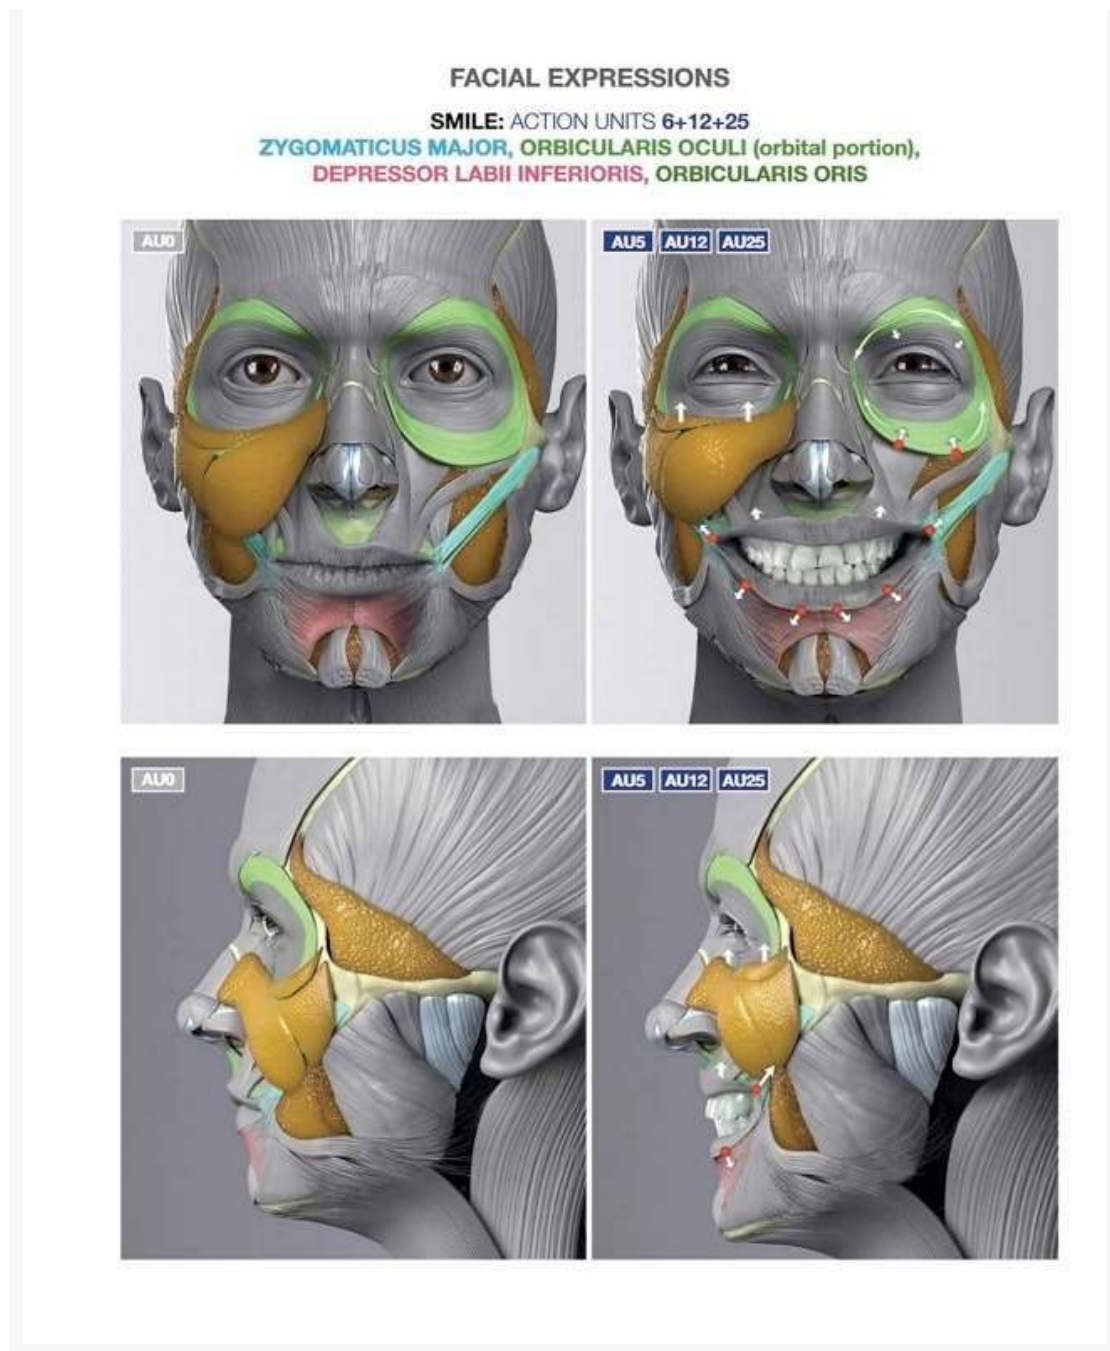 FACIAL EXPRESSIONS
SMILE: ACTION UNITS 6+12+25
ZYGOMATICUS MAJOR, ORBICULARIS OCULI (orbital portion),
DEPRESSOR LABII INFERIORIS, ORBICULARIS ORIS
AU0
AU5 AU12 AU25
AU0
AU5 AU12 AU25